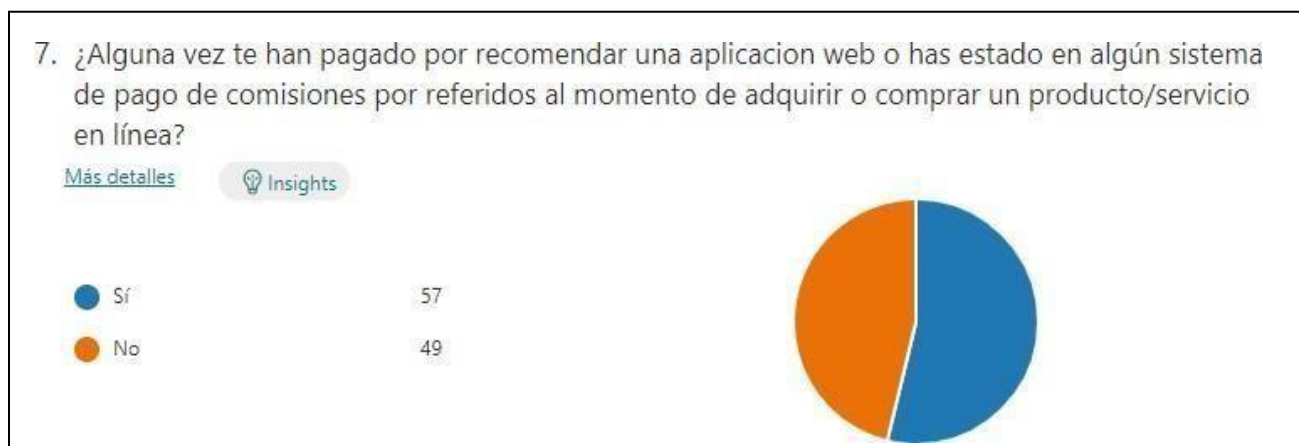 7. ¿Alguna vez te han pagado por recomendar una aplicacion web o has estado en algún sistema
de pago de comisiones por referidos al momento de adquirir o comprar un producto/servicio
en línea?
Más detalles Insights
Sí 57
No 49